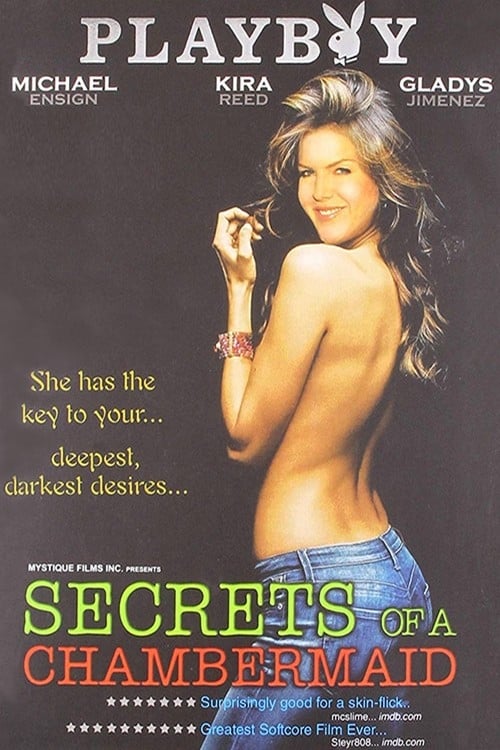 PLAYBOY
MICHAEL ENSIGN
KIRA REED
GLADYS JIMENEZ
She has the
key to your...
deepest,
darkest desires...
MYSTIQUE FILMS INC. PRESENTS
SECRETS OF A
CHAMBERMAID
★★★★★★★ Surprisingly good for a skin-flick..
mcslime... imdb.com
★★★★★★★★★★ Greatest Softcore Film Ever...
Steyr808... imdb.com